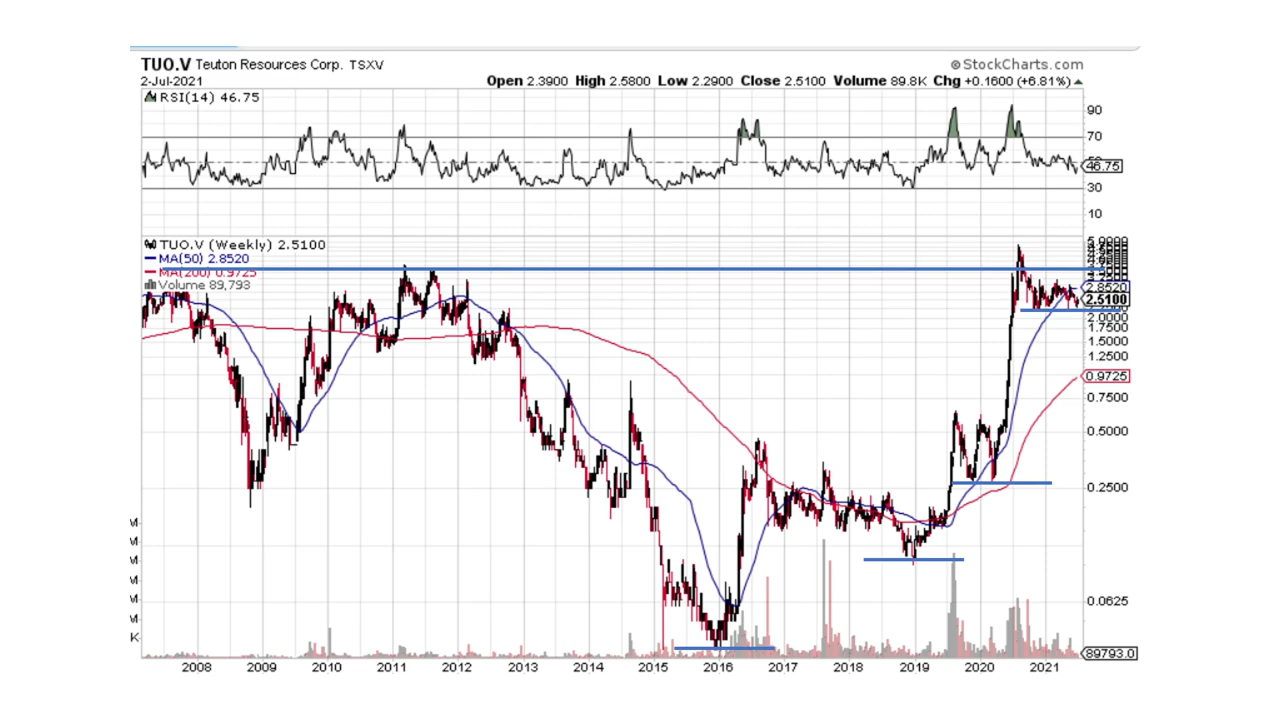 TUO.V Teuton Resources Corp. TSXV
@StockCharts.com
2-Jul-2021
Open 2.3900 High 2.5800 Low 2.2900 Close 2.5100 Volume 89.8K Chg +0.1600 (+6.81%)
RSI(14) 46.75
90
70
46.75
30
10
TUO.V (Weekly) 2.5100
MA(50) 2.8520
MA(200) 0.9725
Volume 89,793
5.0000
2.8520
2.5100
2.0000
1.7500
1.5000
1.2500
0.9725
0.7500
0.5000
0.2500
0.0625
89793.0
M
M
M
M
M
M
K
2008 2009 2010 2011 2012 2013 2014 2015 2016 2017 2018 2019 2020 2021